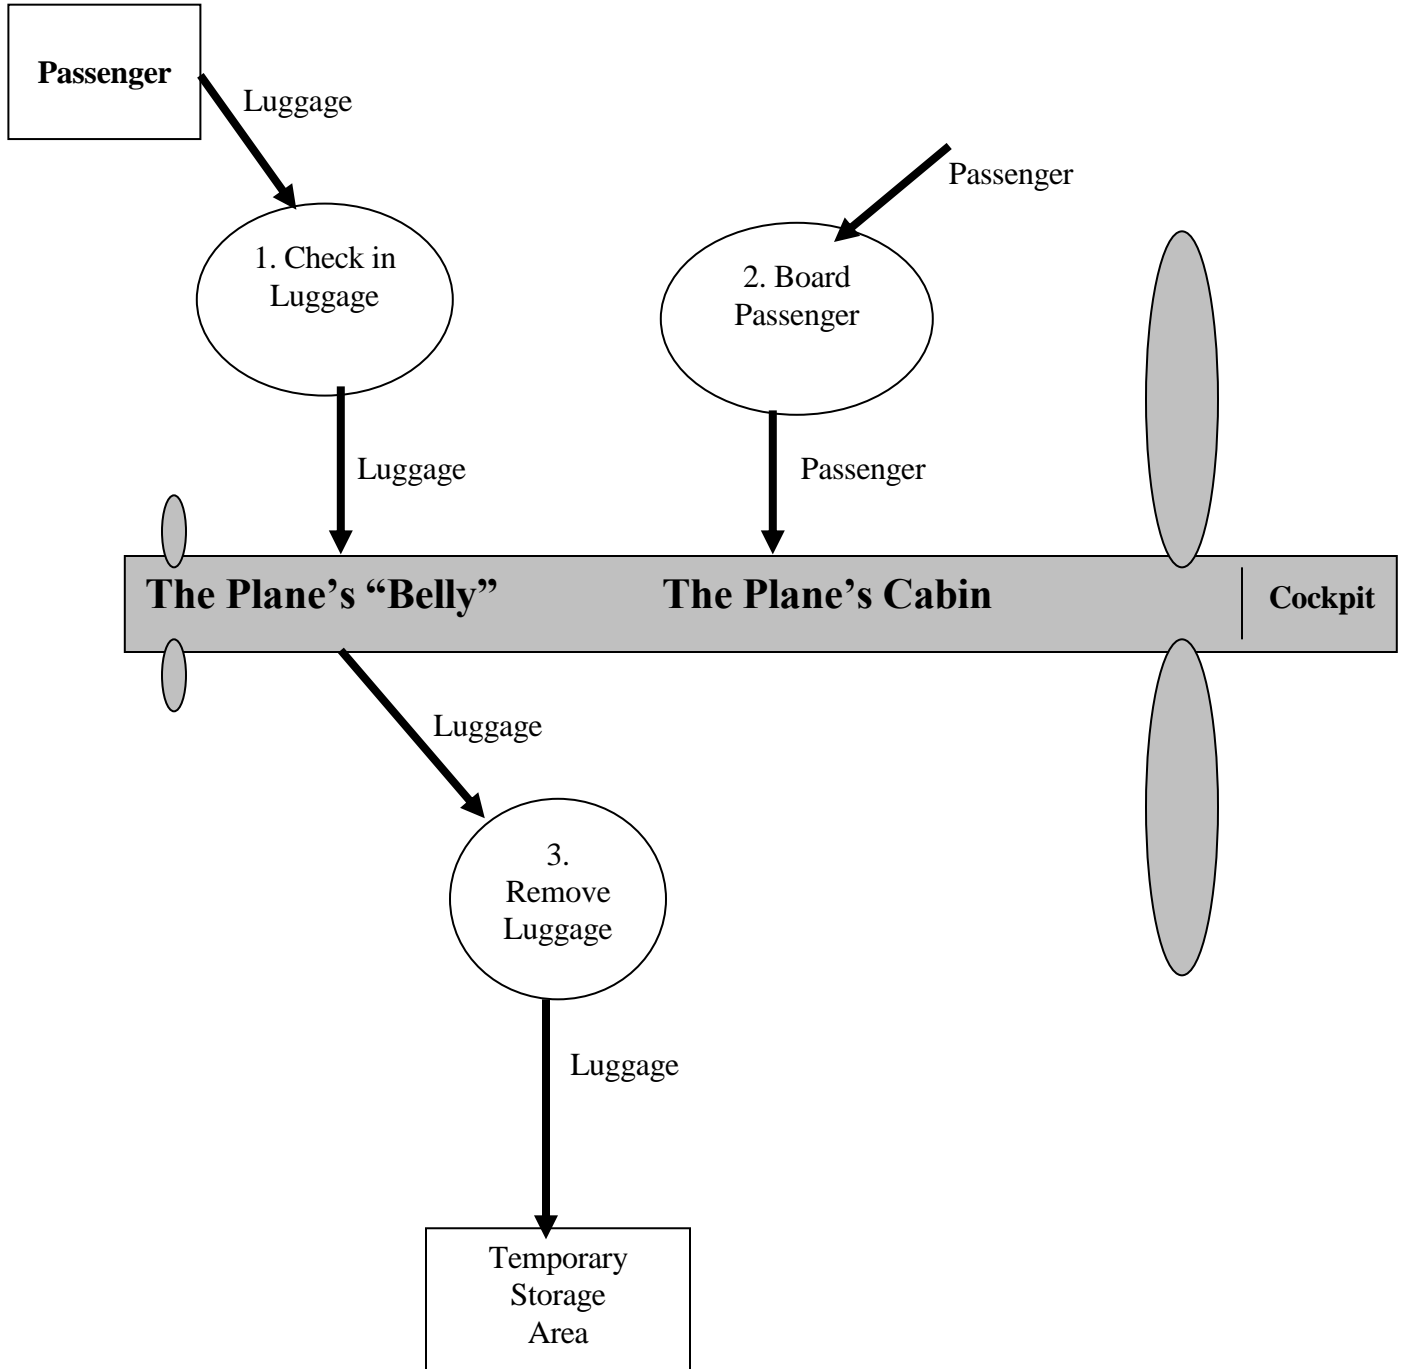 Passenger
Luggage
Passenger
1. Check in
Luggage
2. Board
Passenger
Luggage
Passenger
The Plane’s “Belly”
The Plane’s Cabin
Cockpit
Luggage
3.
Remove
Luggage
Luggage
Temporary
Storage
Area